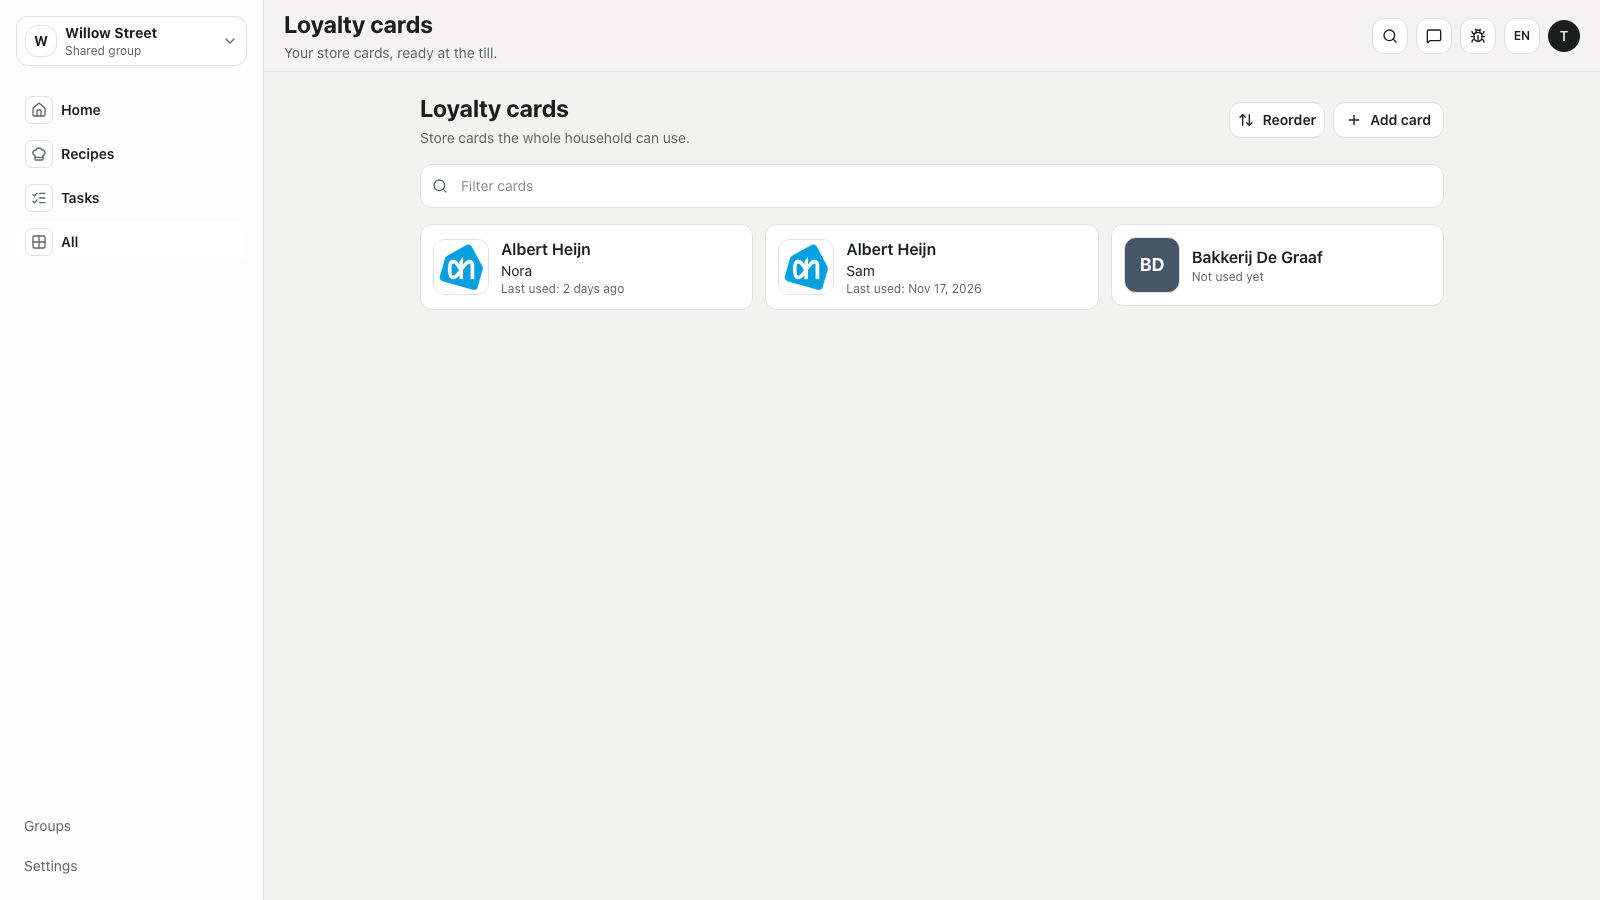 W
Willow Street
Shared group
Home
Recipes
Tasks
All
Groups
Settings
Loyalty cards
Your store cards, ready at the till.
EN
T
Loyalty cards
Store cards the whole household can use.
Reorder
Add card
Filter cards
Albert Heijn
Nora
Last used: 2 days ago
Albert Heijn
Sam
Last used: Nov 17, 2026
BD
Bakkerij De Graaf
Not used yet